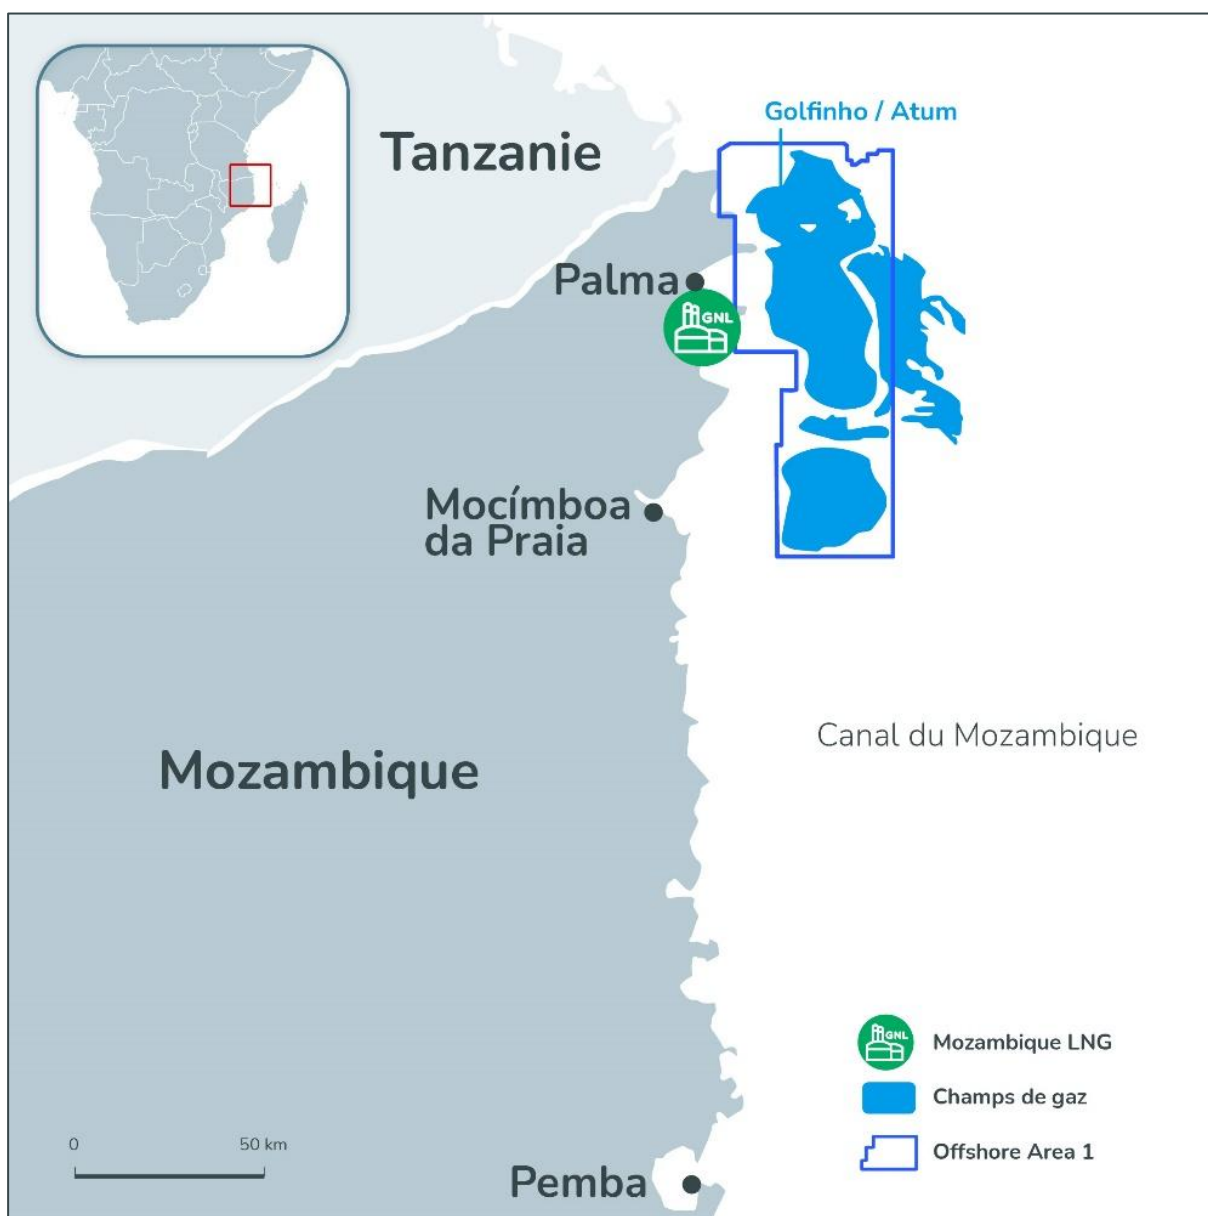 Golfinho / Atum
Tanzanie
Palma
GNL
Mocímboa
da Praia
Canal du Mozambique
Mozambique
GNL
Mozambique LNG
Champs de gaz
Offshore Area 1
0 50 km
Pemba